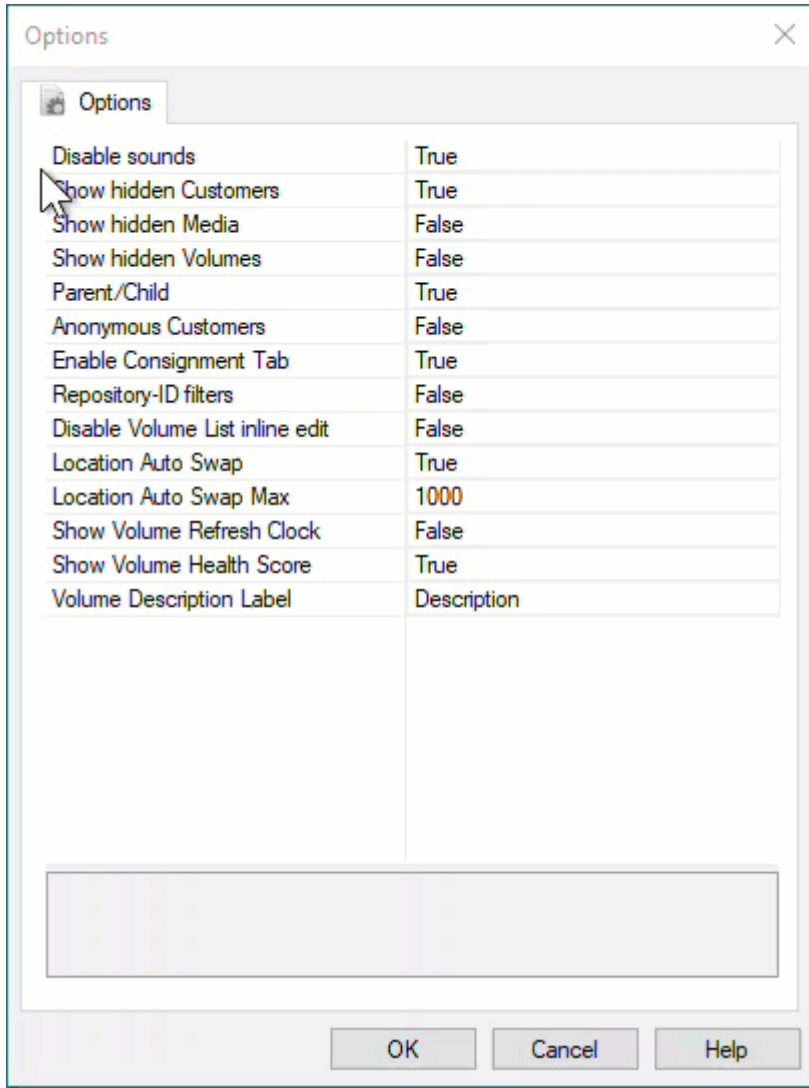 Options
Options
Disable sounds True
Show hidden Customers True
Show hidden Media False
Show hidden Volumes False
Parent/Child True
Anonymous Customers False
Enable Consignment Tab True
Repository-ID filters False
Disable Volume List inline edit False
Location Auto Swap True
Location Auto Swap Max 1000
Show Volume Refresh Clock False
Show Volume Health Score True
Volume Description Label Description
OK Cancel Help